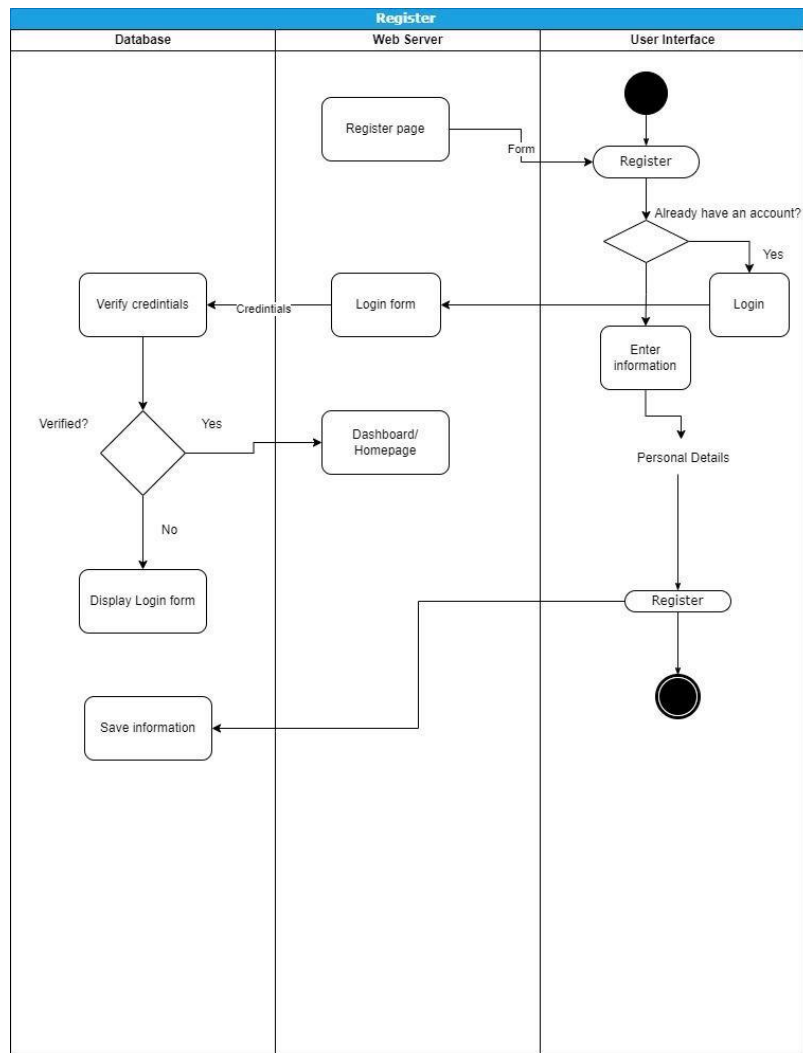 Register
Database
Web Server
User Interface
Register page
Form
Register
Already have an account?
Yes
Verify credintials
Credintials
Login form
Login
Enter
information
Verified?
Yes
Dashboard/
Homepage
Personal Details
No
Display Login form
Register
Save information